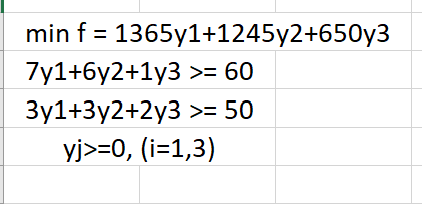 min f = 1365y1+1245y2+650y3
7y1+6y2+1y3 >= 60
3y1+3y2+2y3 >= 50
yj>=0, (i=1,3)